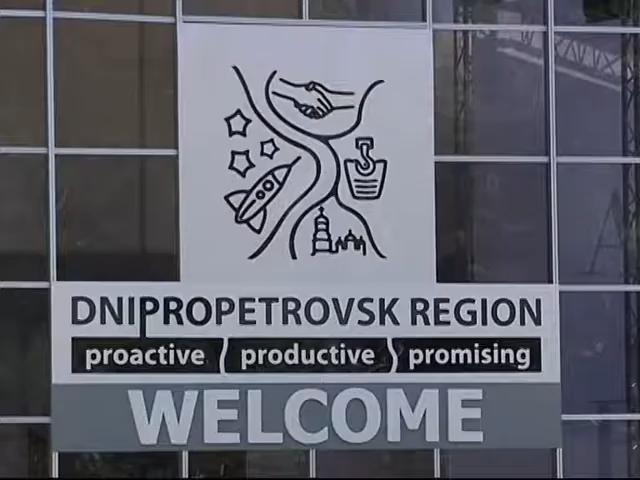 DNIPROPETROVSK REGION
proactive productive promising
WELCOME